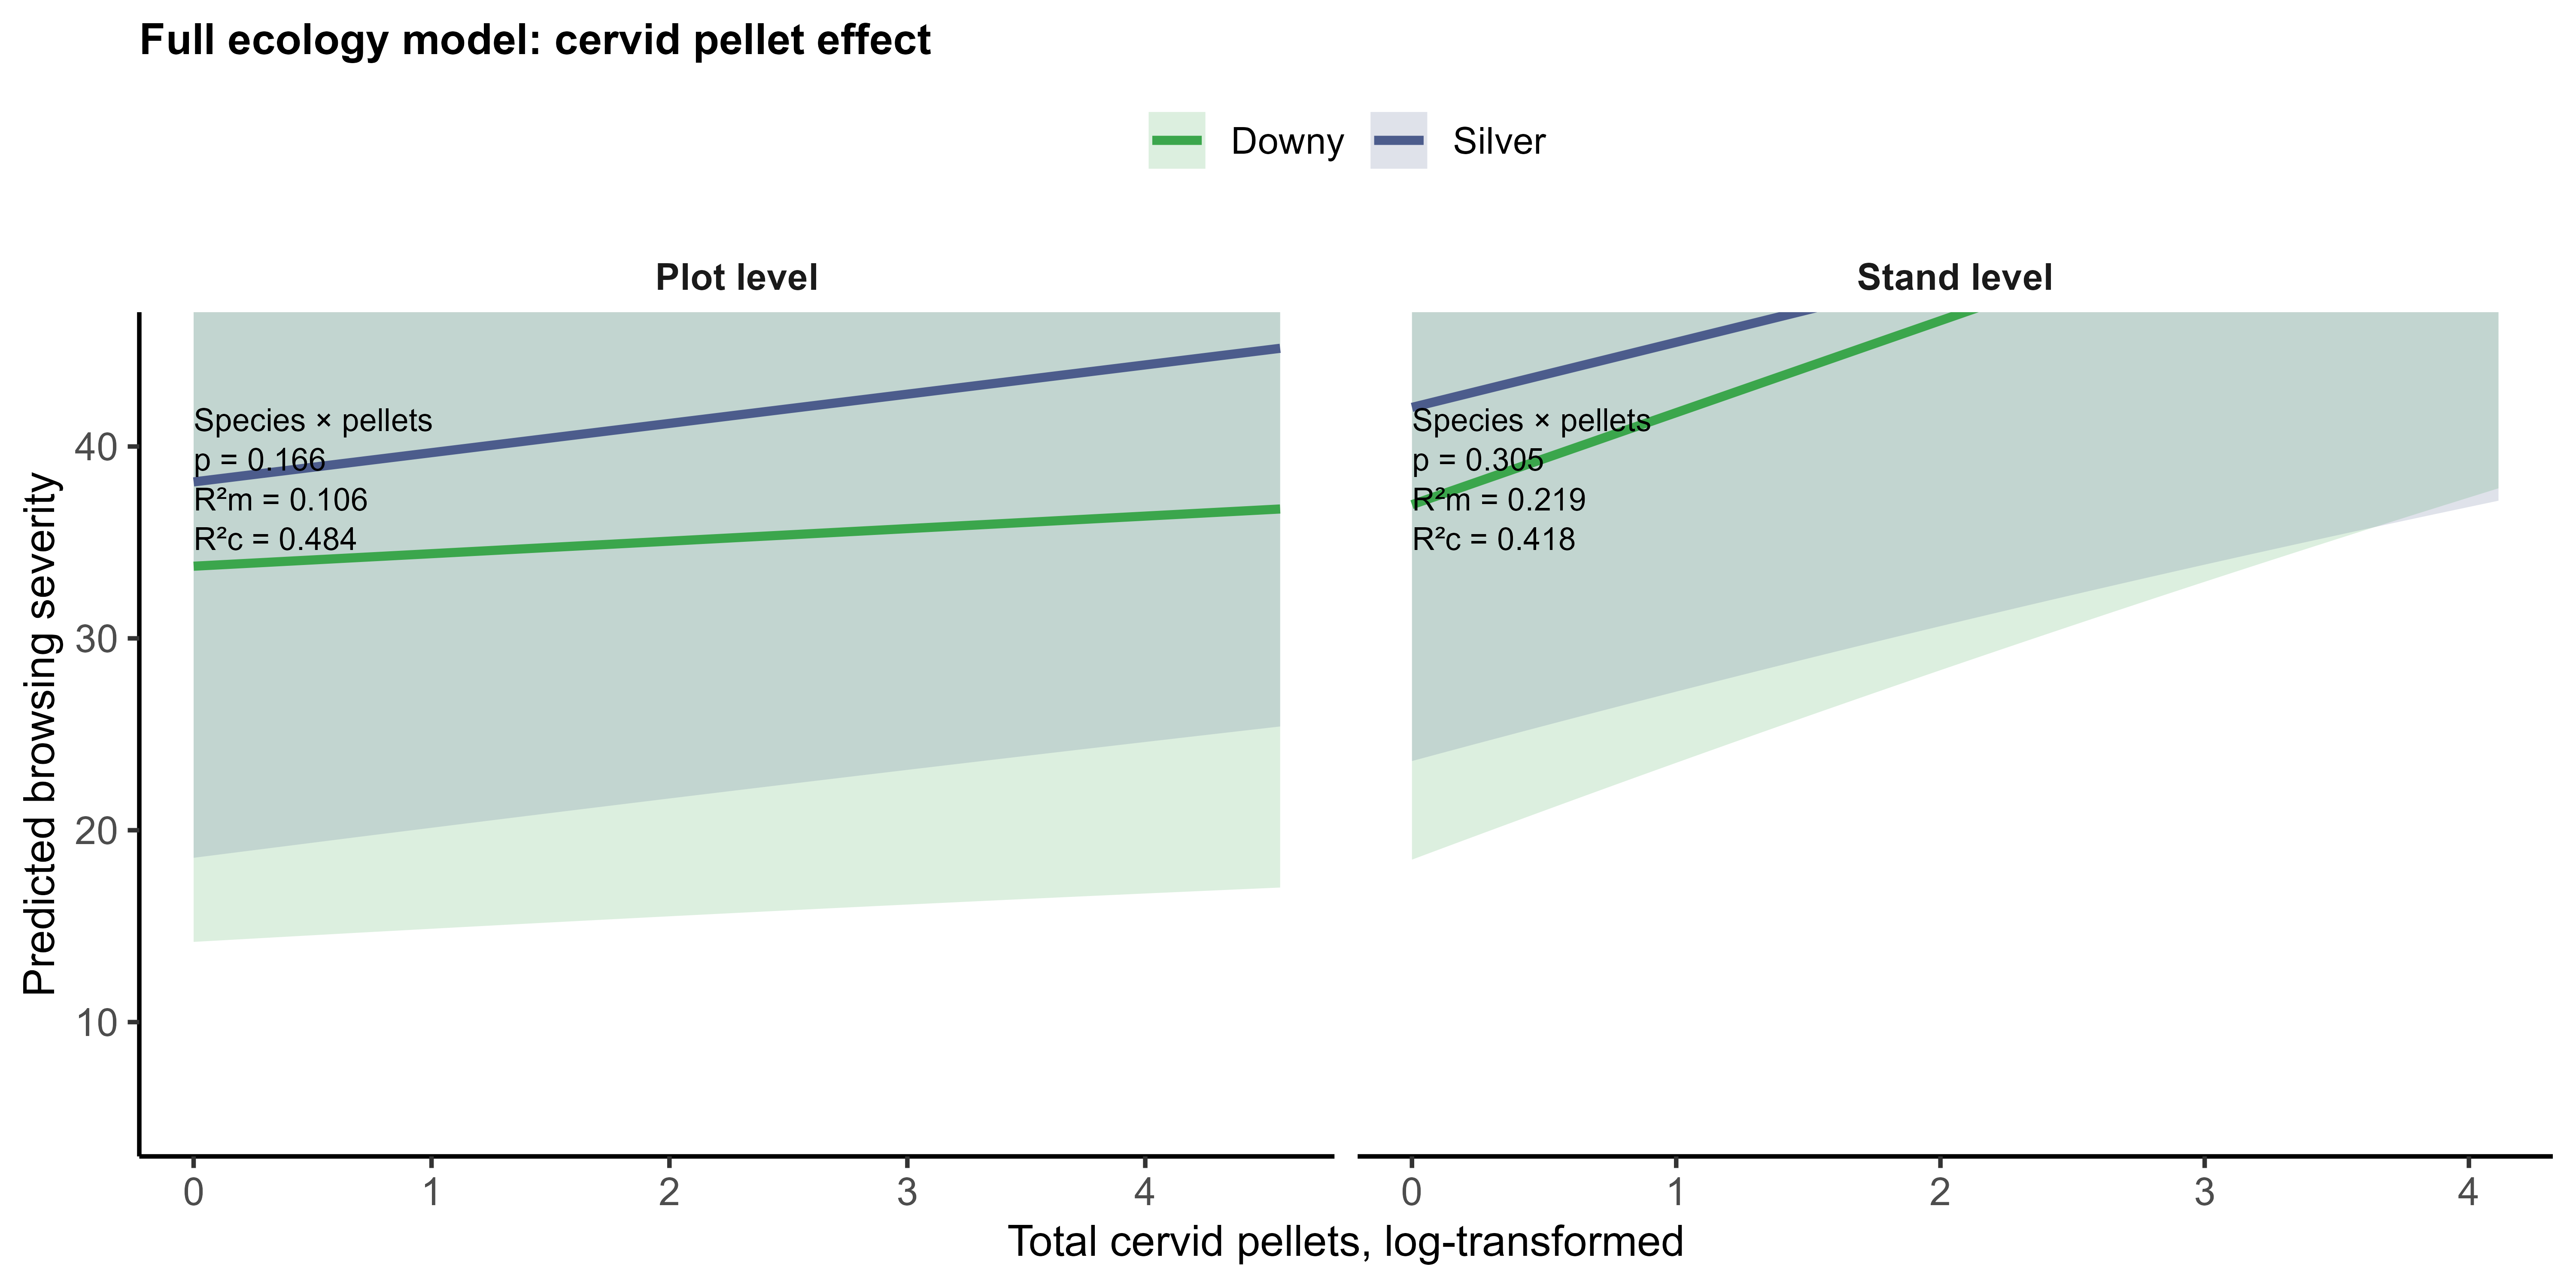 Full ecology model: cervid pellet effect
Downy
Silver
Plot level
Stand level
Predicted browsing severity
40
30
20
10
Species × pellets
p = 0.166
R²m = 0.106
R²c = 0.484
Species × pellets
p = 0.305
R²m = 0.219
R²c = 0.418
0 1 2 3 4
0 1 2 3 4
Total cervid pellets, log-transformed